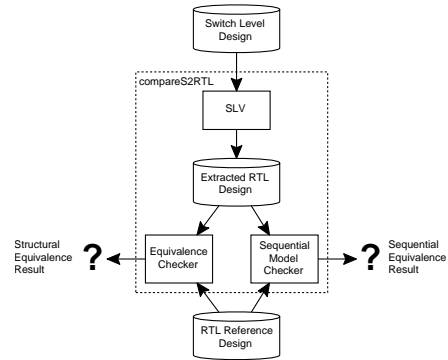 Switch Level
Design
compareS2RTL
SLV
Extracted RTL
Design
Structural
Equivalence
Result
?
Equivalence
Checker
Sequential
Model
Checker
?
Sequential
Equivalence
Result
RTL Reference
Design